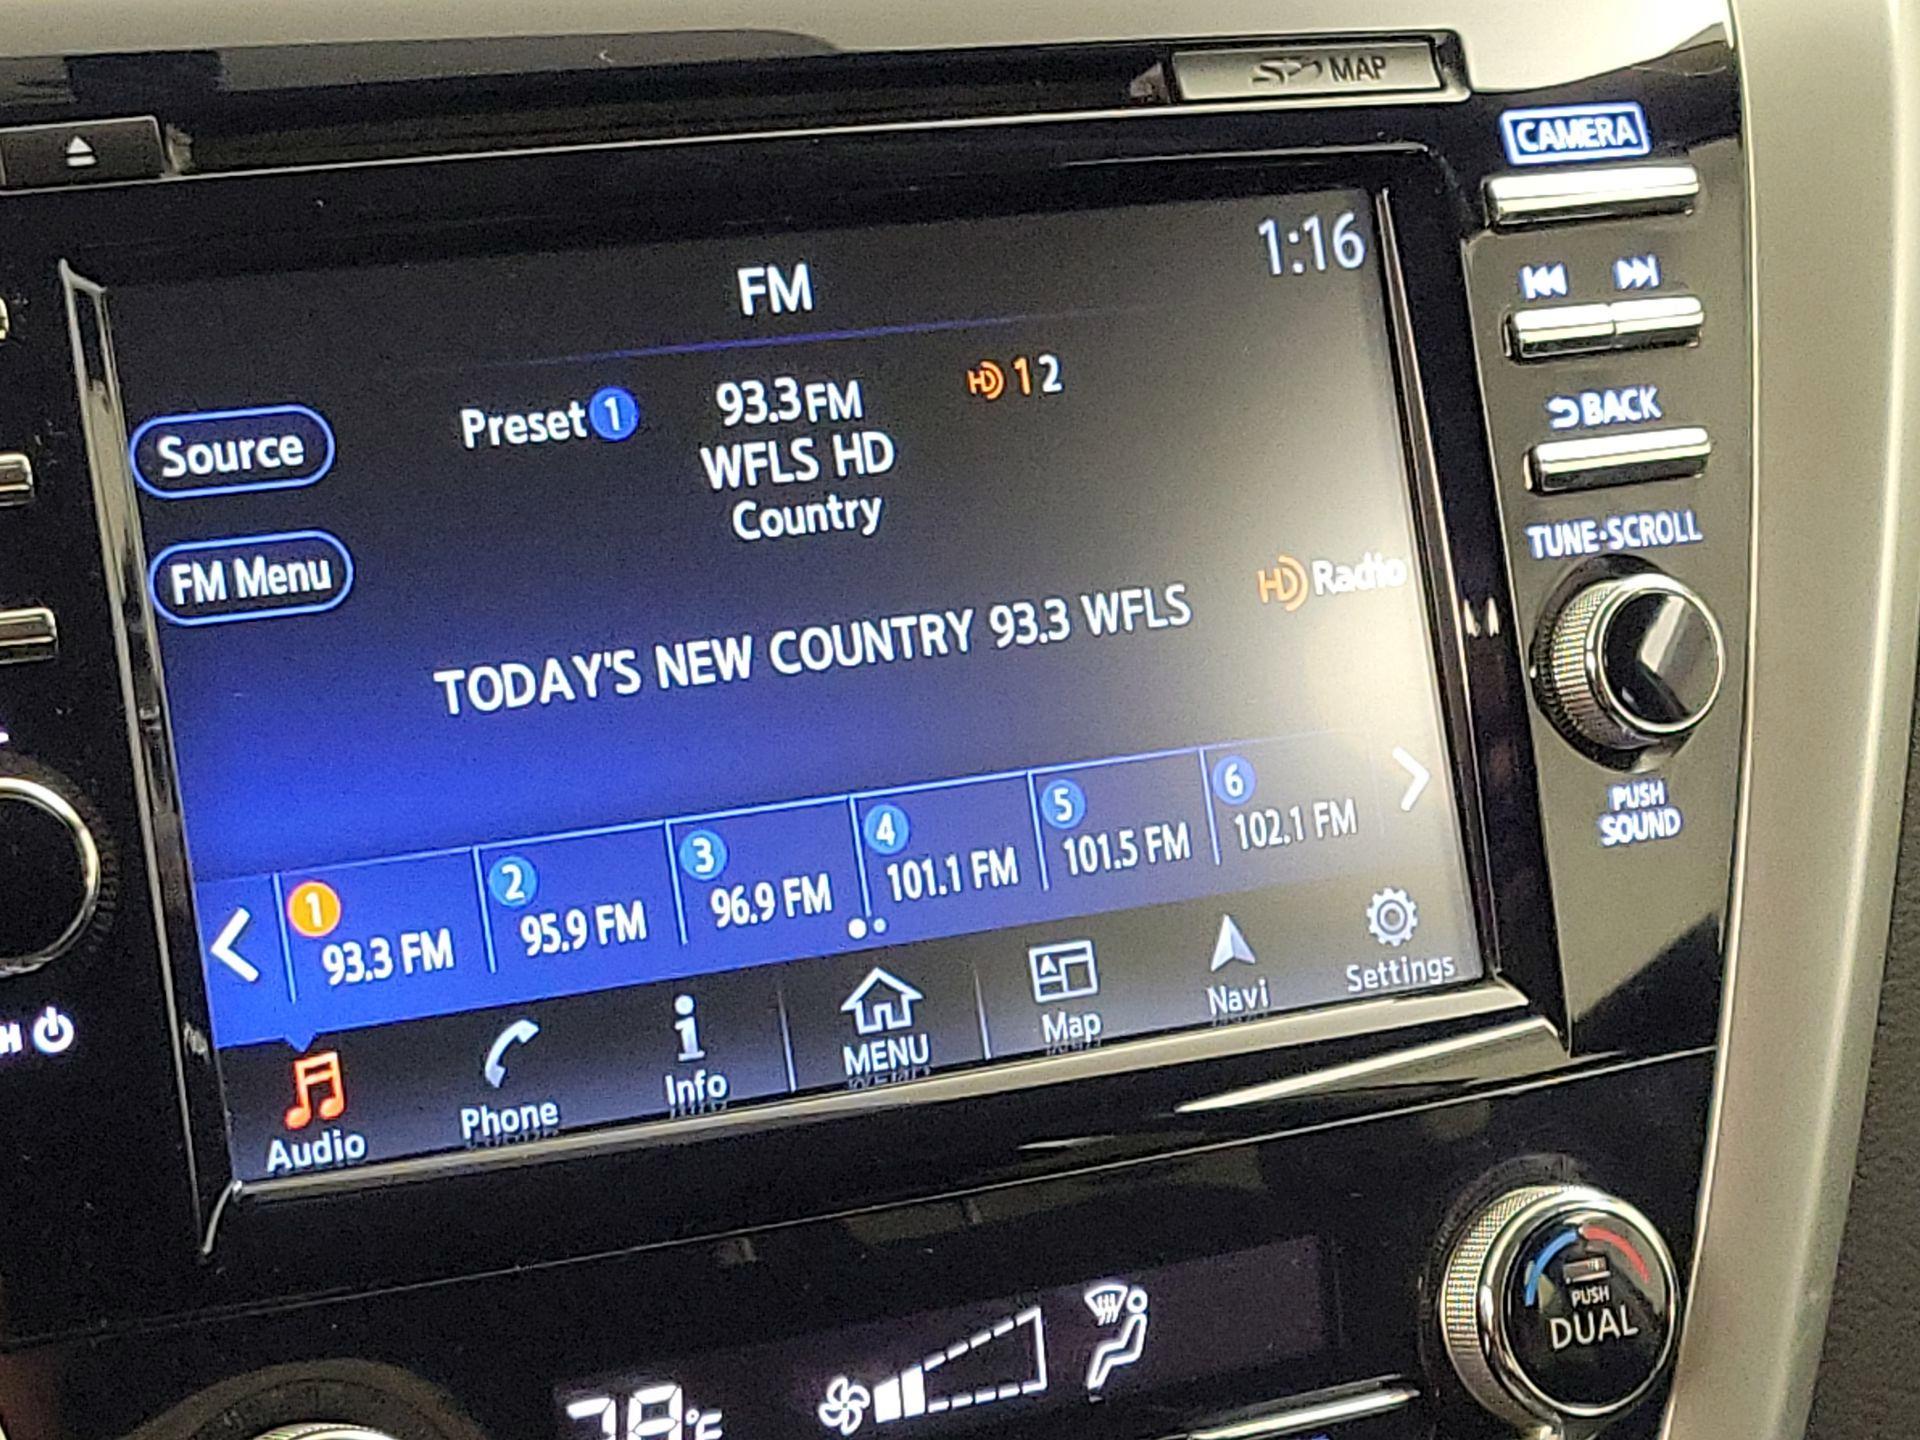 MAP
CAMERA
1:16
FM
Preset 1
93.3 FM
HD 1 2
Source
WFLS HD
BACK
Country
TUNE·SCROLL
FM Menu
HD Radio
TODAY'S NEW COUNTRY 93.3 WFLS
PUSH
SOUND
1 93.3 FM
2 95.9 FM
3 96.9 FM
4 101.1 FM
5 101.5 FM
6 102.1 FM
Audio
Phone
Info
MENU
Map
Navi
Settings
PUSH
DUAL
78°F